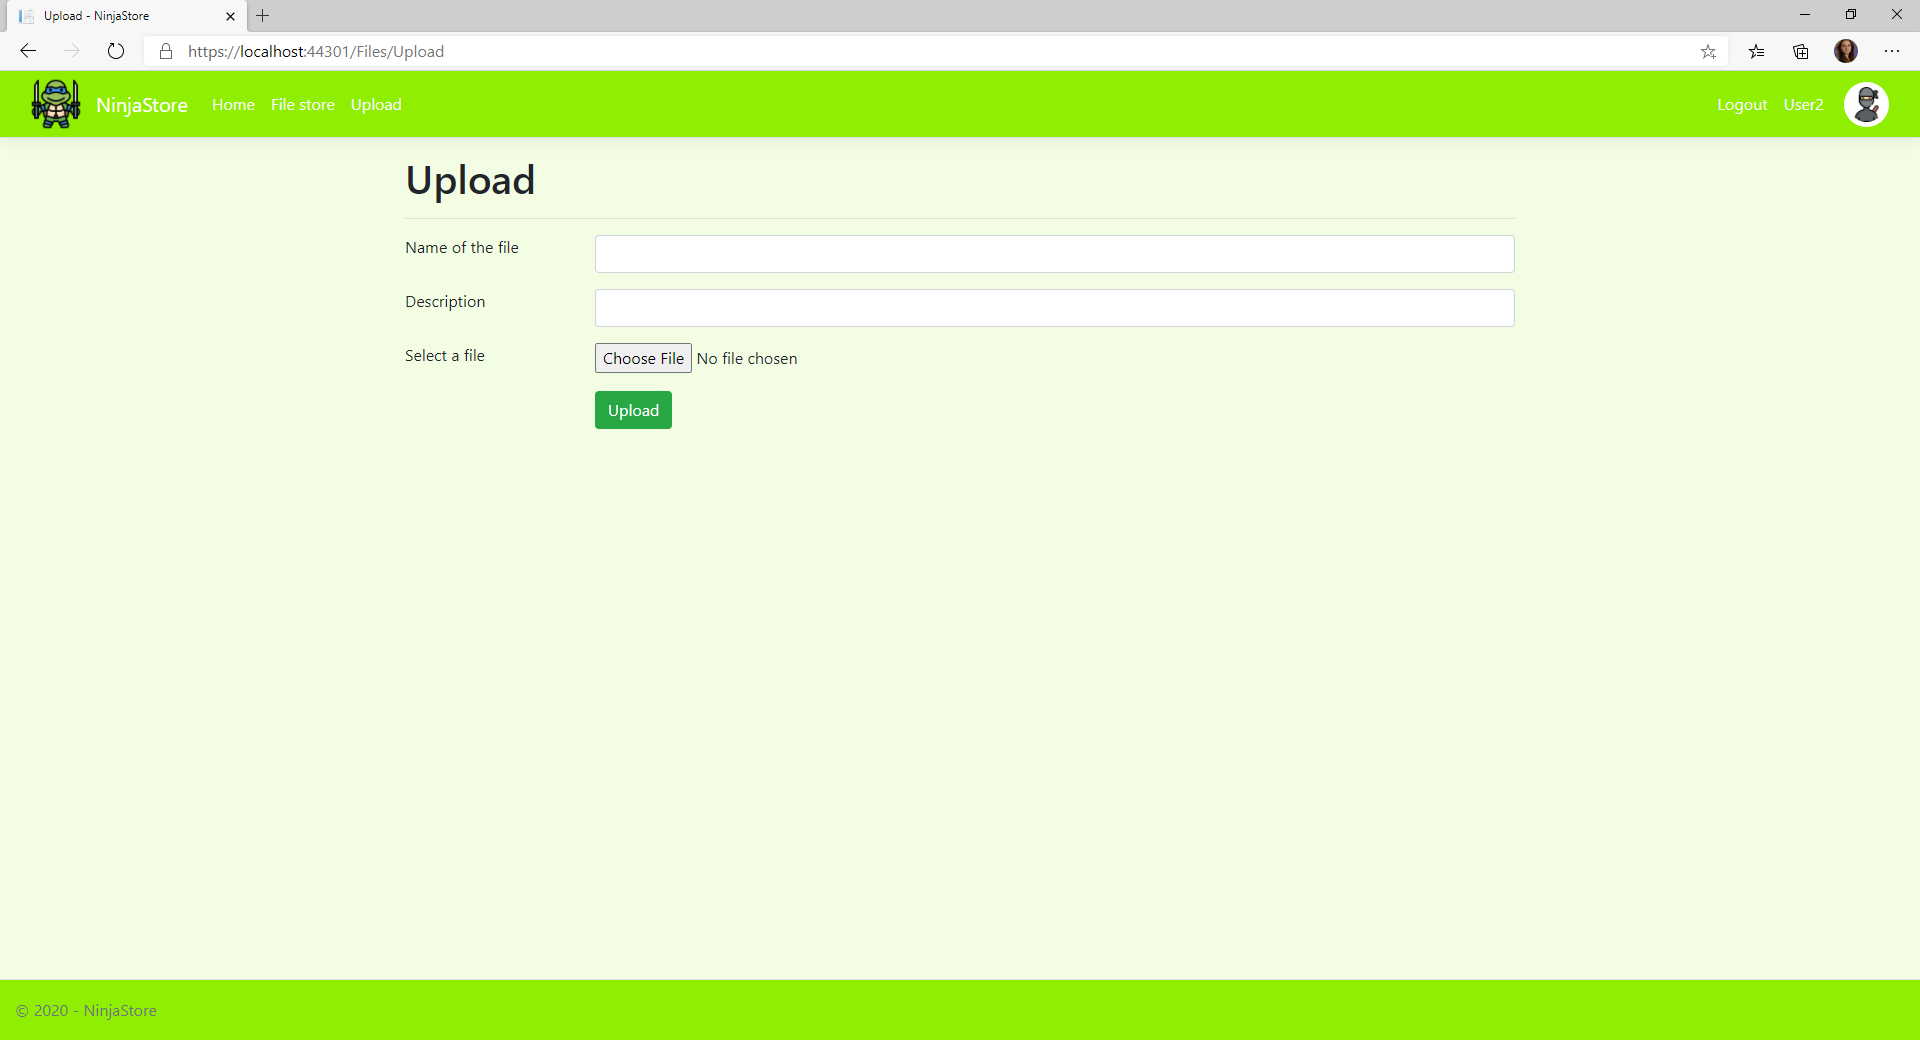 Upload - NinjaStore
https://localhost:44301/Files/Upload
NinjaStore Home File store Upload Logout User2
Upload
Name of the file
Description
Select a file Choose File No file chosen
Upload
© 2020 - NinjaStore